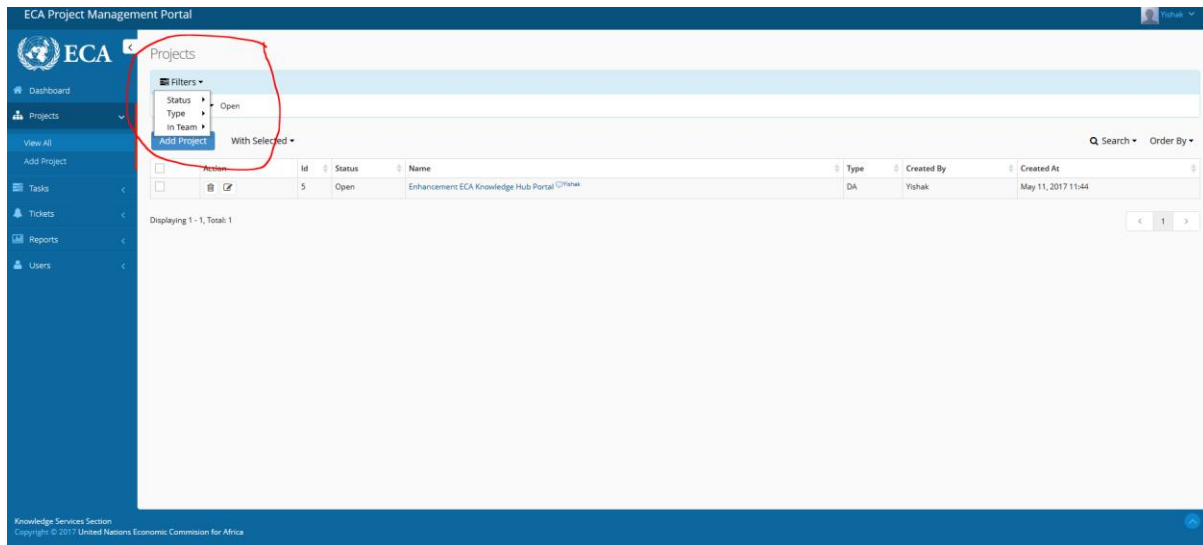 ECA Project Management Portal
Yishak
ECA
Projects
Filters
Dashboard
Status
Open
Type
Projects
In Team
Add Project
With Selected
Search
Order By
View All
Add Project
Action
Id
Status
Name
Type
Created By
Created At
5
Open
Enhancement ECA Knowledge Hub Portal Yishak
DA
Yishak
May 11, 2017 11:44
Tasks
Tickets
Displaying 1 - 1, Total: 1
< 1 >
Reports
Users
Knowledge Services Section
Copyright © 2017 United Nations Economic Commision for Africa